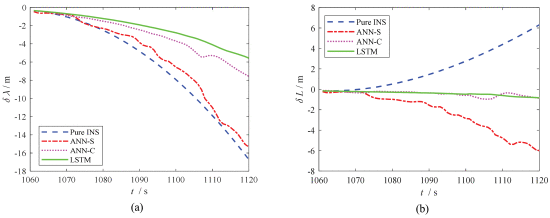 (a)
0
-2
-4
-6
-8
-10
-12
-14
-16
-18
δ λ / m
Pure INS
ANN-S
ANN-C
LSTM
1060 1070 1080 1090 1100 1110 1120
t / s
(a)
8
6
4
2
0
-2
-4
-6
-8
δ L / m
Pure INS
ANN-S
ANN-C
LSTM
1060 1070 1080 1090 1100 1110 1120
t / s
(b)